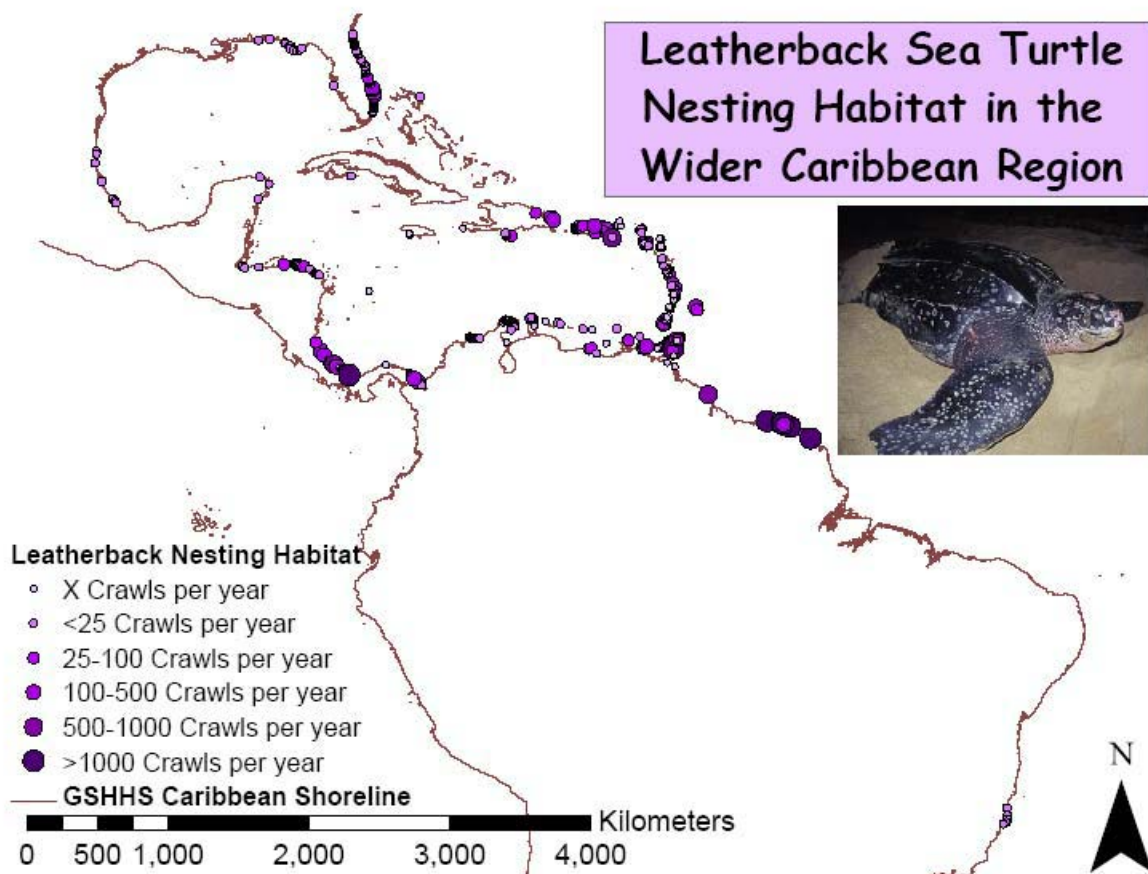 Leatherback Sea Turtle
Nesting Habitat in the
Wider Caribbean Region
Leatherback Nesting Habitat
X Crawls per year
<25 Crawls per year
25-100 Crawls per year
100-500 Crawls per year
500-1000 Crawls per year
>1000 Crawls per year
GSHHS Caribbean Shoreline
Kilometers
0 500 1,000 2,000 3,000 4,000
N